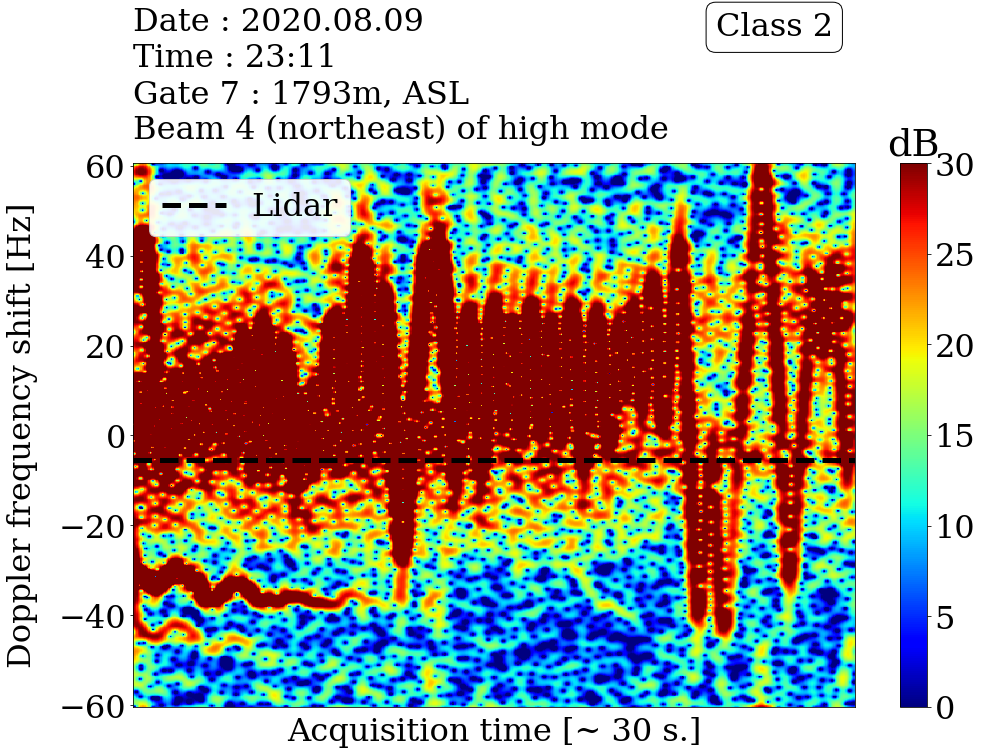 Date : 2020.08.09
Time : 23:11
Gate 7 : 1793m, ASL
Beam 4 (northeast) of high mode
Class 2
dB
Lidar
Doppler frequency shift [Hz]
60
40
20
0
−20
−40
−60
30
25
20
15
10
5
0
Acquisition time [~ 30 s.]